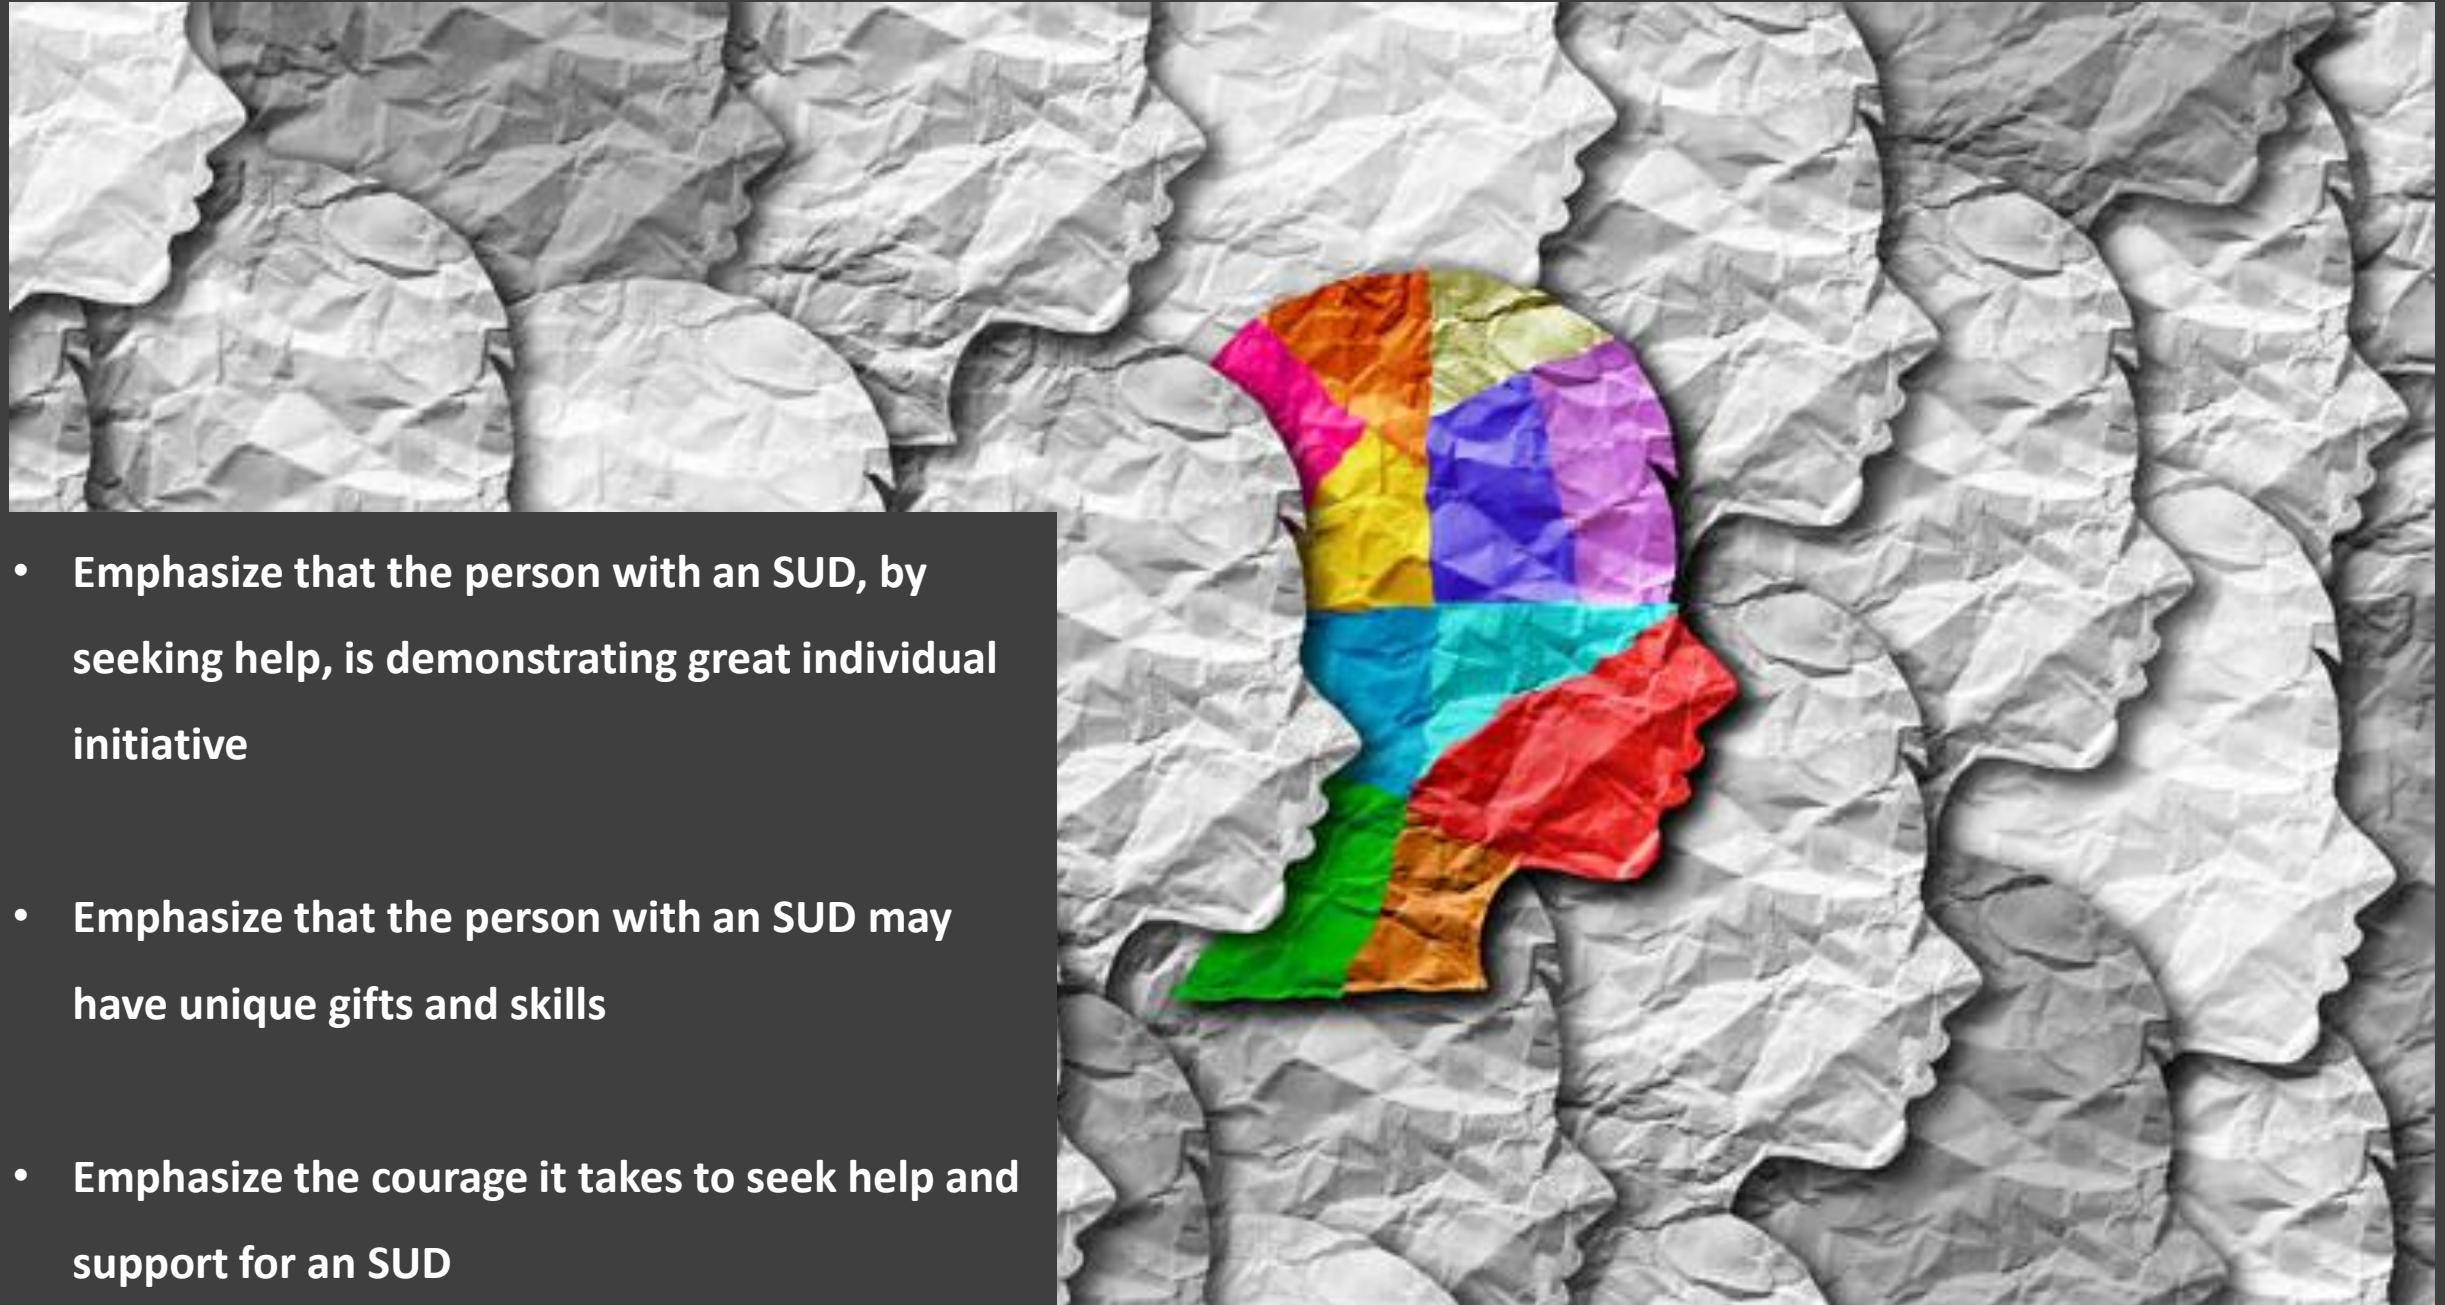 • Emphasize that the person with an SUD, by
seeking help, is demonstrating great individual
initiative
• Emphasize that the person with an SUD may
have unique gifts and skills
• Emphasize the courage it takes to seek help and
support for an SUD